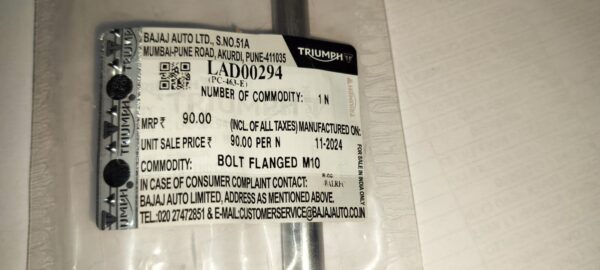 BAJAJ AUTO LTD., S.NO.51A
MUMBAI-PUNE ROAD, AKURDI, PUNE-411035
TRIUMPH
LAD00294
(PC-463-E)
NUMBER OF COMMODITY: 1 N
MRP ₹ 90.00 (INCL. OF ALL TAXES) MANUFACTURED ON:
UNIT SALE PRICE ₹ 90.00 PER N 11-2024
COMMODITY: BOLT FLANGED M10
IN CASE OF CONSUMER COMPLAINT CONTACT:
BAJAJ AUTO LIMITED, ADDRESS AS MENTIONED ABOVE.
TEL.:020 27472851 & E-MAIL:CUSTOMERSERVICE@BAJAJAUTO.CO.IN
FOR SALE IN INDIA ONLY
TRIUMPH
TRIUMPH